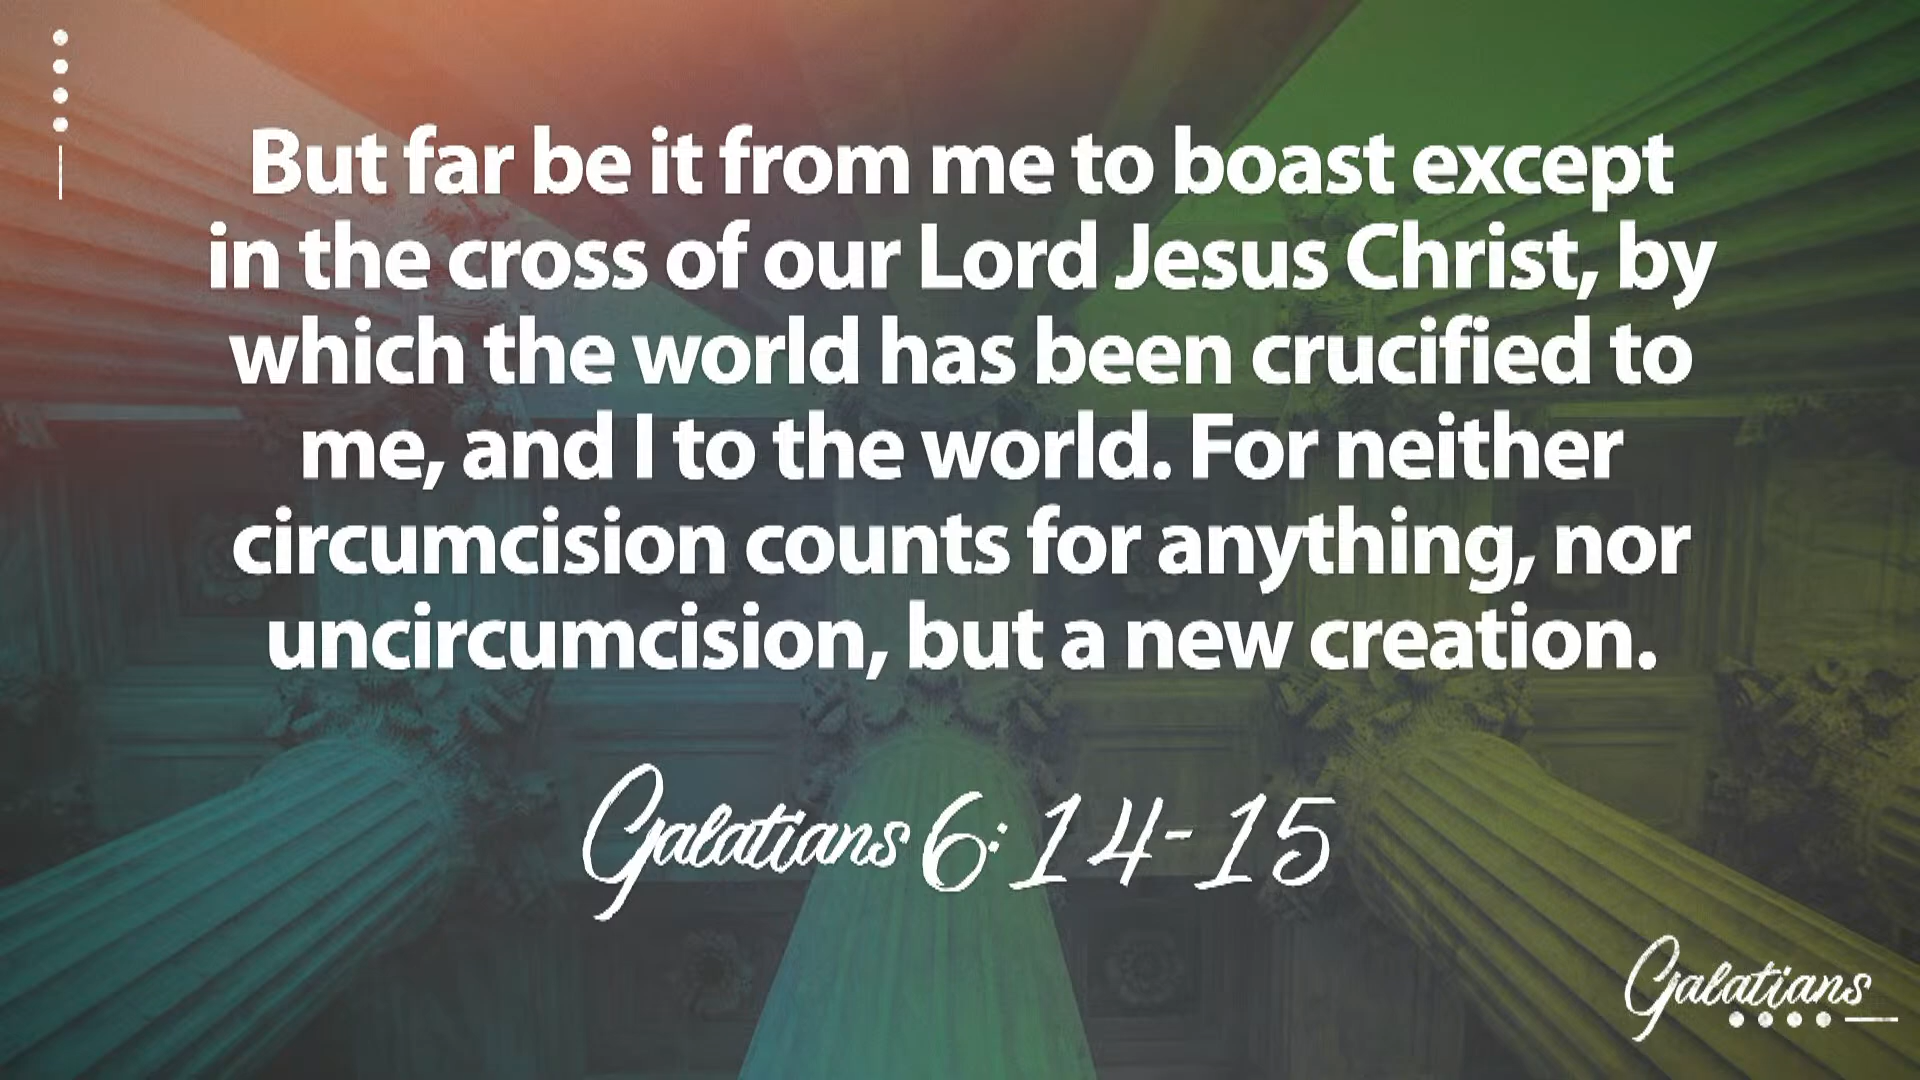 But far be it from me to boast except
in the cross of our Lord Jesus Christ, by
which the world has been crucified to
me, and I to the world. For neither
circumcision counts for anything, nor
uncircumcision, but a new creation.
Galatians 6:14-15
Galatians